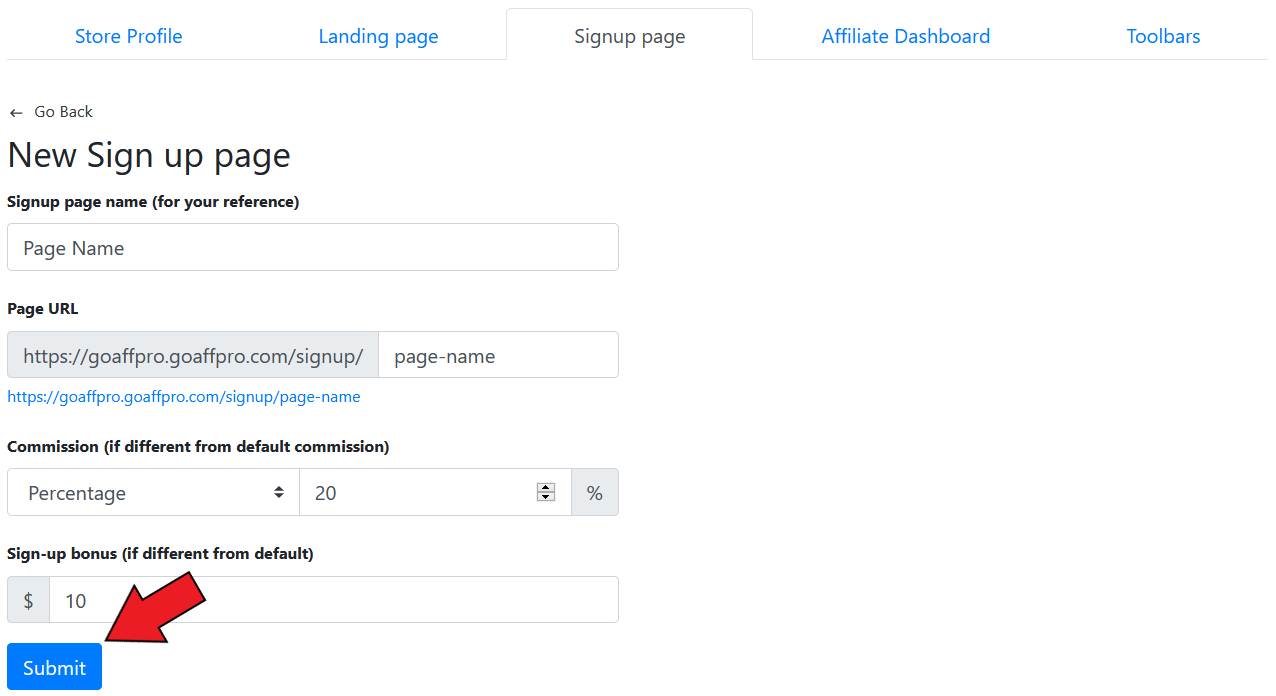 Store Profile Landing page Signup page Affiliate Dashboard Toolbars
← Go Back
New Sign up page
Signup page name (for your reference)
Page Name
Page URL
https://goaffpro.goaffpro.com/signup/ page-name
https://goaffpro.goaffpro.com/signup/page-name
Commission (if different from default commission)
Percentage 20 %
Sign-up bonus (if different from default)
$ 10
Submit